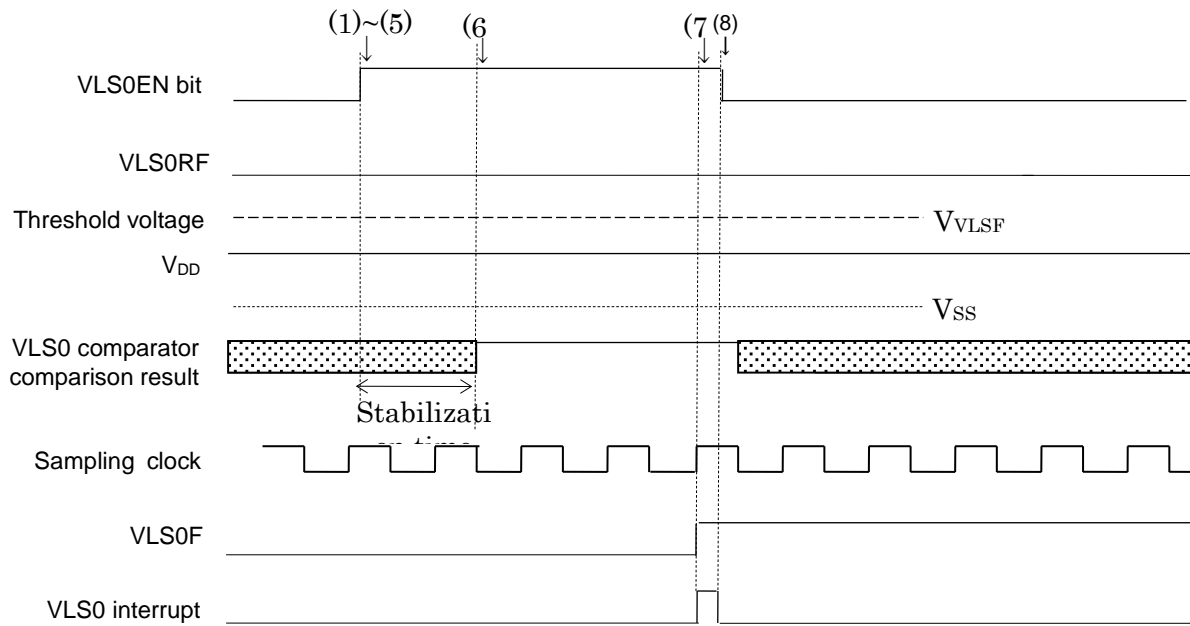 (1)~(5)
(6
(7
(8)
VLS0EN bit
VLS0RF
Threshold voltage
VVLSF
VDD
VSS
VLS0 comparator
comparison result
Stabilizati
Sampling clock
VLS0F
VLS0 interrupt